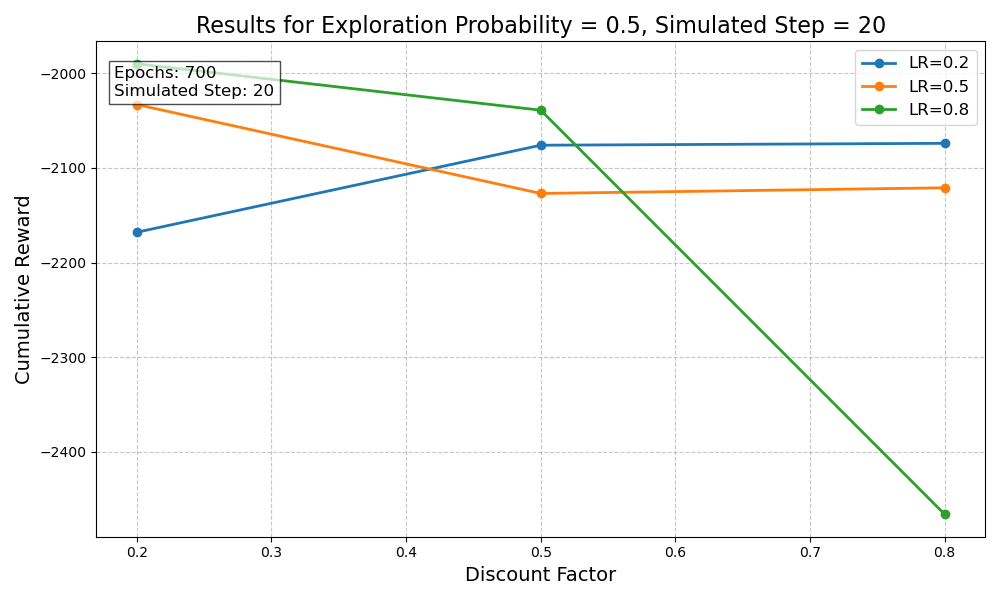 Results for Exploration Probability = 0.5, Simulated Step = 20
Cumulative Reward
−2000
−2100
−2200
−2300
−2400
Epochs: 700
Simulated Step: 20
LR=0.2
LR=0.5
LR=0.8
0.2 0.3 0.4 0.5 0.6 0.7 0.8
Discount Factor